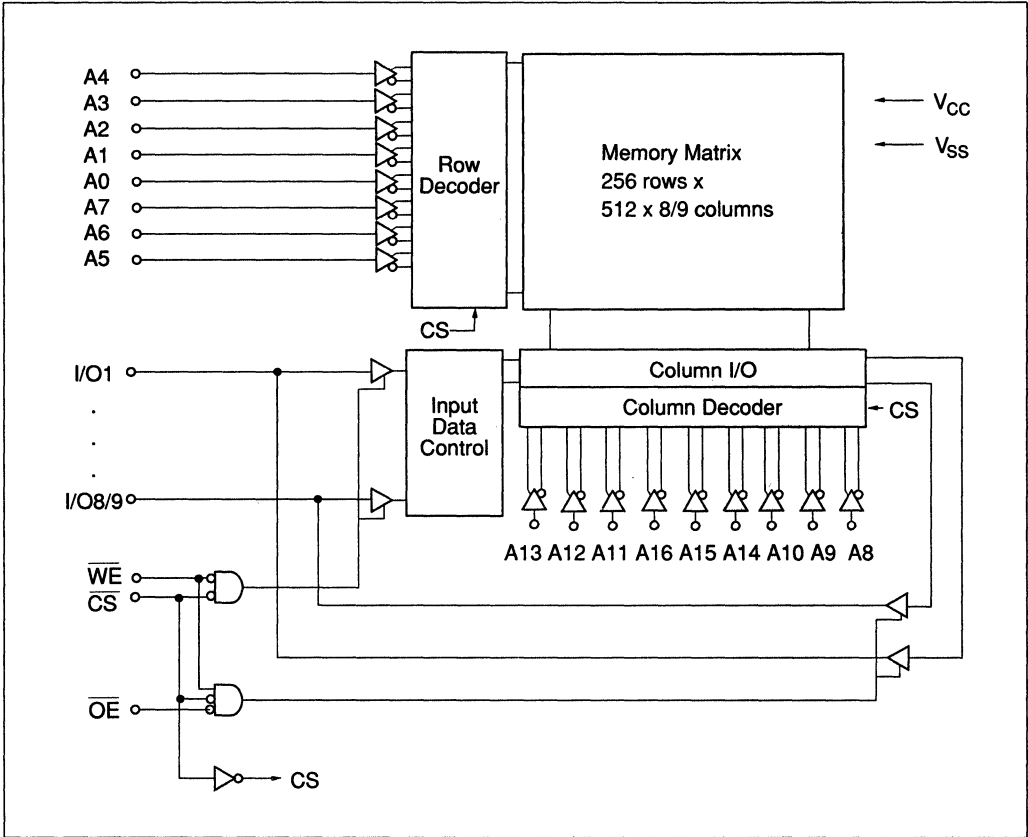 A4
A3
A2
A1
A0
A7
A6
A5
Row
Decoder
Memory Matrix
256 rows x
512 x 8/9 columns
VCC
VSS
CS
I/O1
.
.
.
I/O8/9
Input
Data
Control
Column I/O
Column Decoder
CS
A13 A12 A11 A16 A15 A14 A10 A9 A8
WE
CS
OE
CS